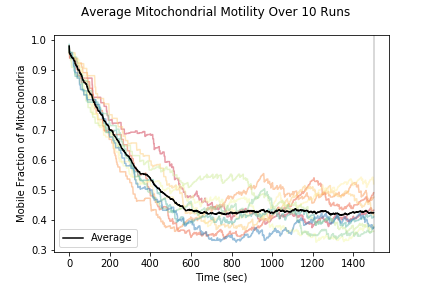 Average Mitochondrial Motility Over 10 Runs
Mobile Fraction of Mitochondria
1.0
0.9
0.8
0.7
0.6
0.5
0.4
0.3
Average
0 200 400 600 800 1000 1200 1400
Time (sec)